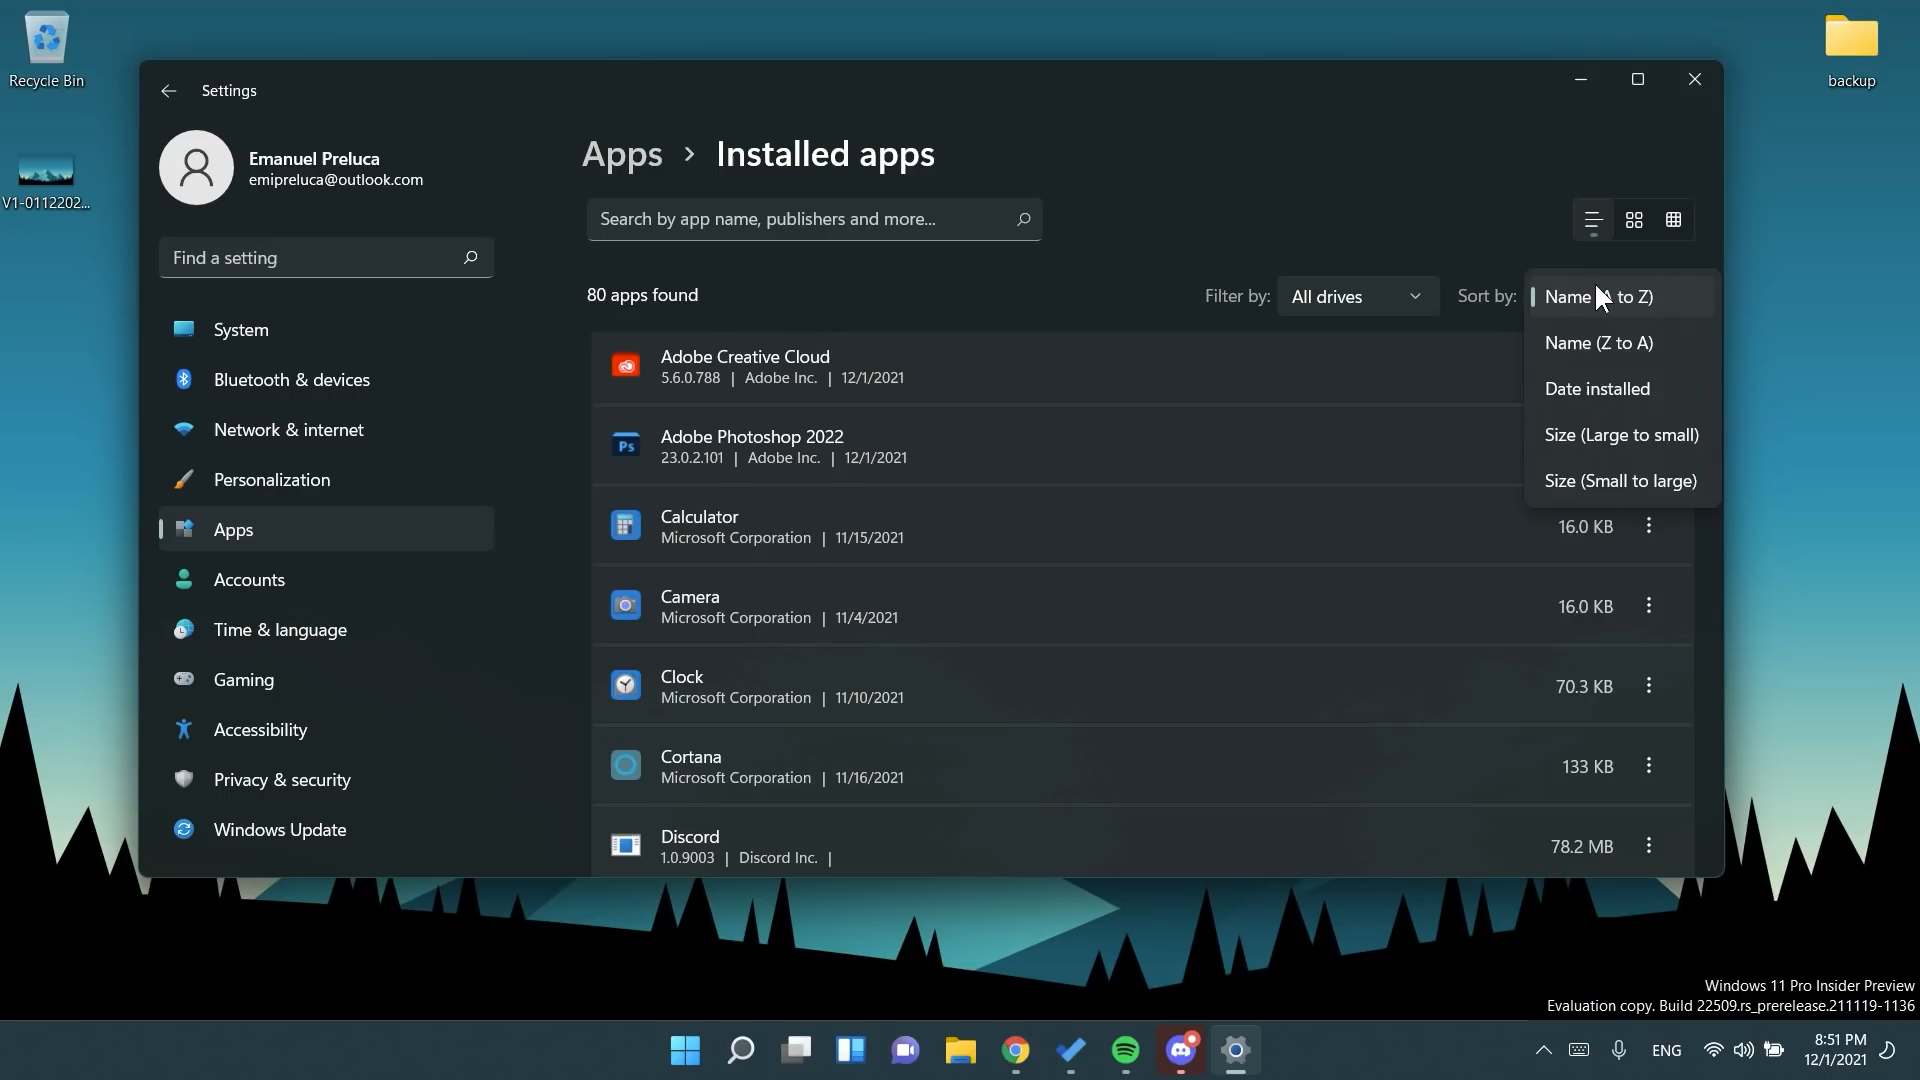 Recycle Bin
V1-0112202...
backup
Settings
Emanuel Preluca
emipreluca@outlook.com
Find a setting
System
Bluetooth & devices
Network & internet
Personalization
Apps
Accounts
Time & language
Gaming
Accessibility
Privacy & security
Windows Update
Apps > Installed apps
Search by app name, publishers and more...
80 apps found
Filter by: All drives Sort by:
Name to Z)
Name (Z to A)
Date installed
Size (Large to small)
Size (Small to large)
Adobe Creative Cloud
5.6.0.788 | Adobe Inc. | 12/1/2021
Ps
Adobe Photoshop 2022
23.0.2.101 | Adobe Inc. | 12/1/2021
Calculator
Microsoft Corporation | 11/15/2021
16.0 KB
Camera
Microsoft Corporation | 11/4/2021
16.0 KB
Clock
Microsoft Corporation | 11/10/2021
70.3 KB
Cortana
Microsoft Corporation | 11/16/2021
133 KB
Discord
1.0.9003 | Discord Inc. |
78.2 MB
Windows 11 Pro Insider Preview
Evaluation copy. Build 22509.rs_prerelease.211119-1136
ENG
8:51 PM
12/1/2021